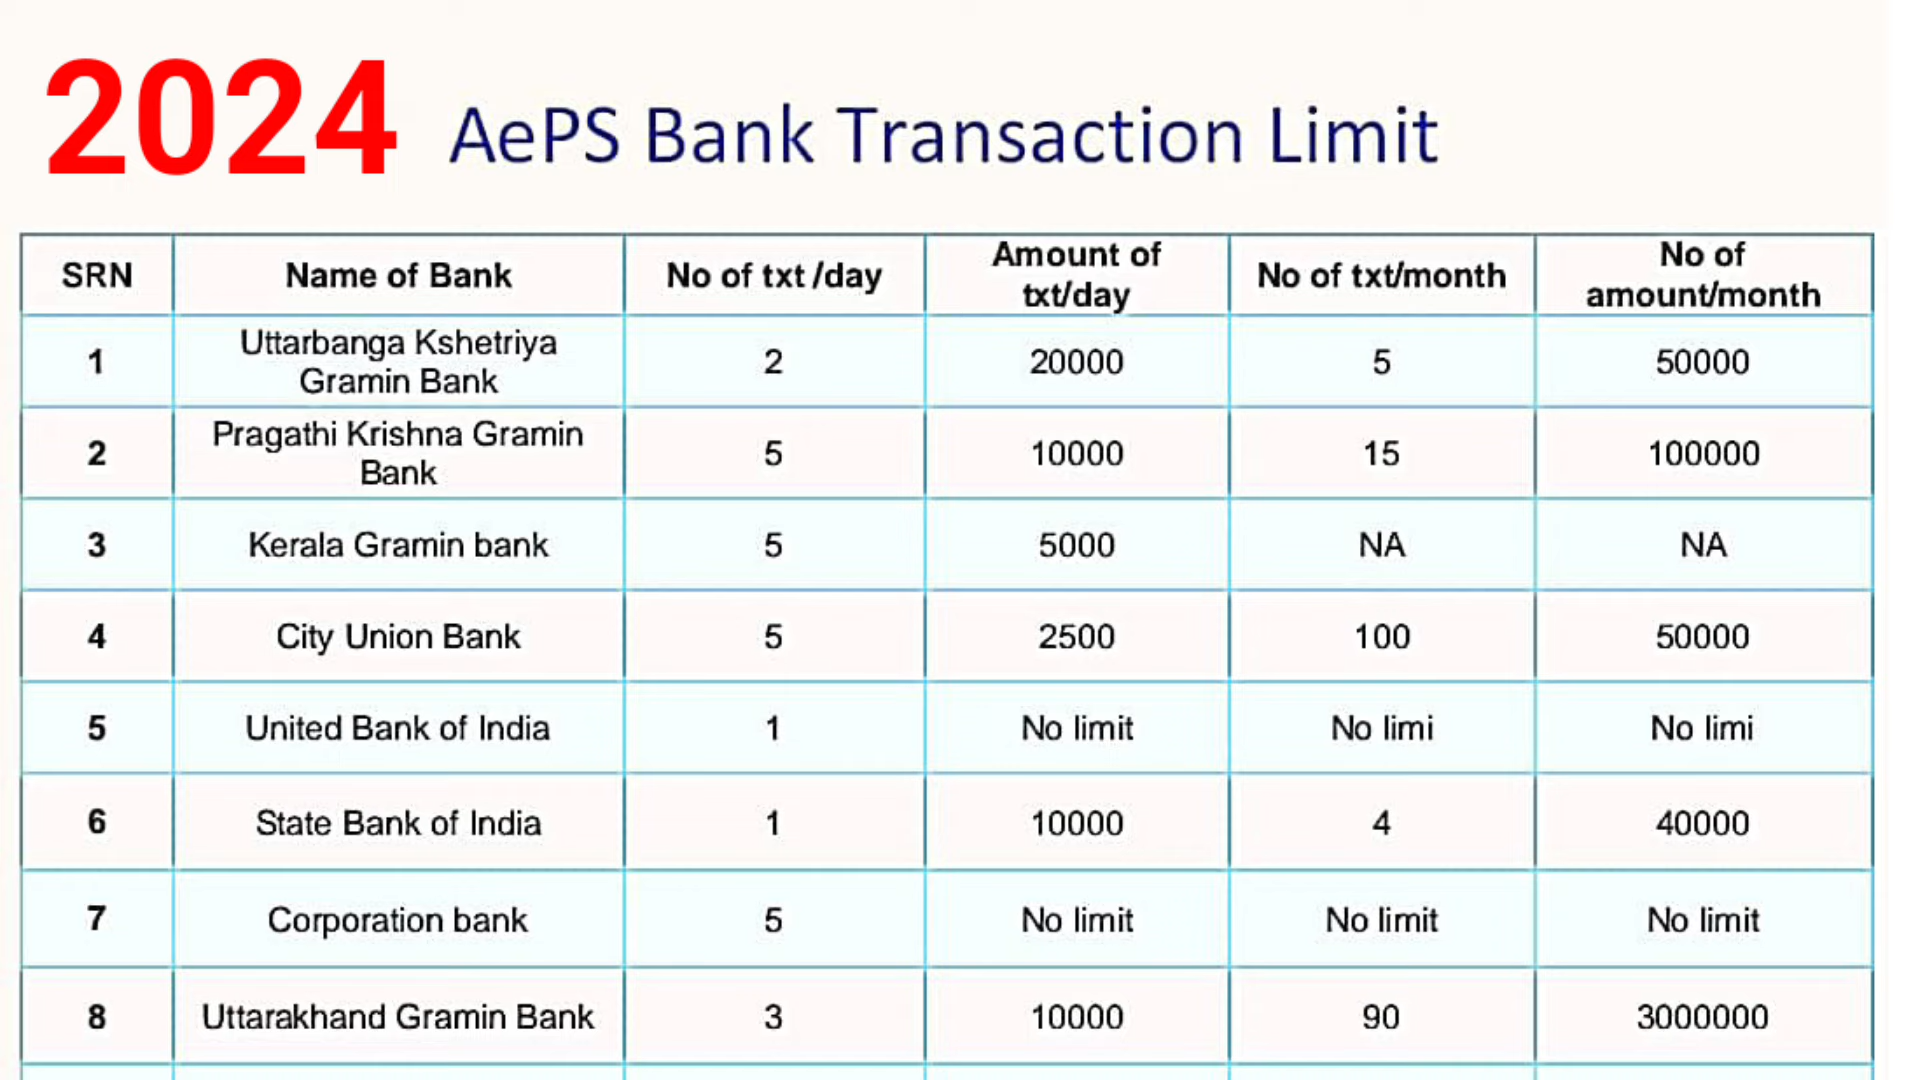 2024 AePS Bank Transaction Limit
SRN Name of Bank No of txt /day Amount of txt/day No of txt/month No of amount/month
1 Uttarbanga Kshetriya Gramin Bank 2 20000 5 50000
2 Pragathi Krishna Gramin Bank 5 10000 15 100000
3 Kerala Gramin bank 5 5000 NA NA
4 City Union Bank 5 2500 100 50000
5 United Bank of India 1 No limit No limi No limi
6 State Bank of India 1 10000 4 40000
7 Corporation bank 5 No limit No limit No limit
8 Uttarakhand Gramin Bank 3 10000 90 3000000